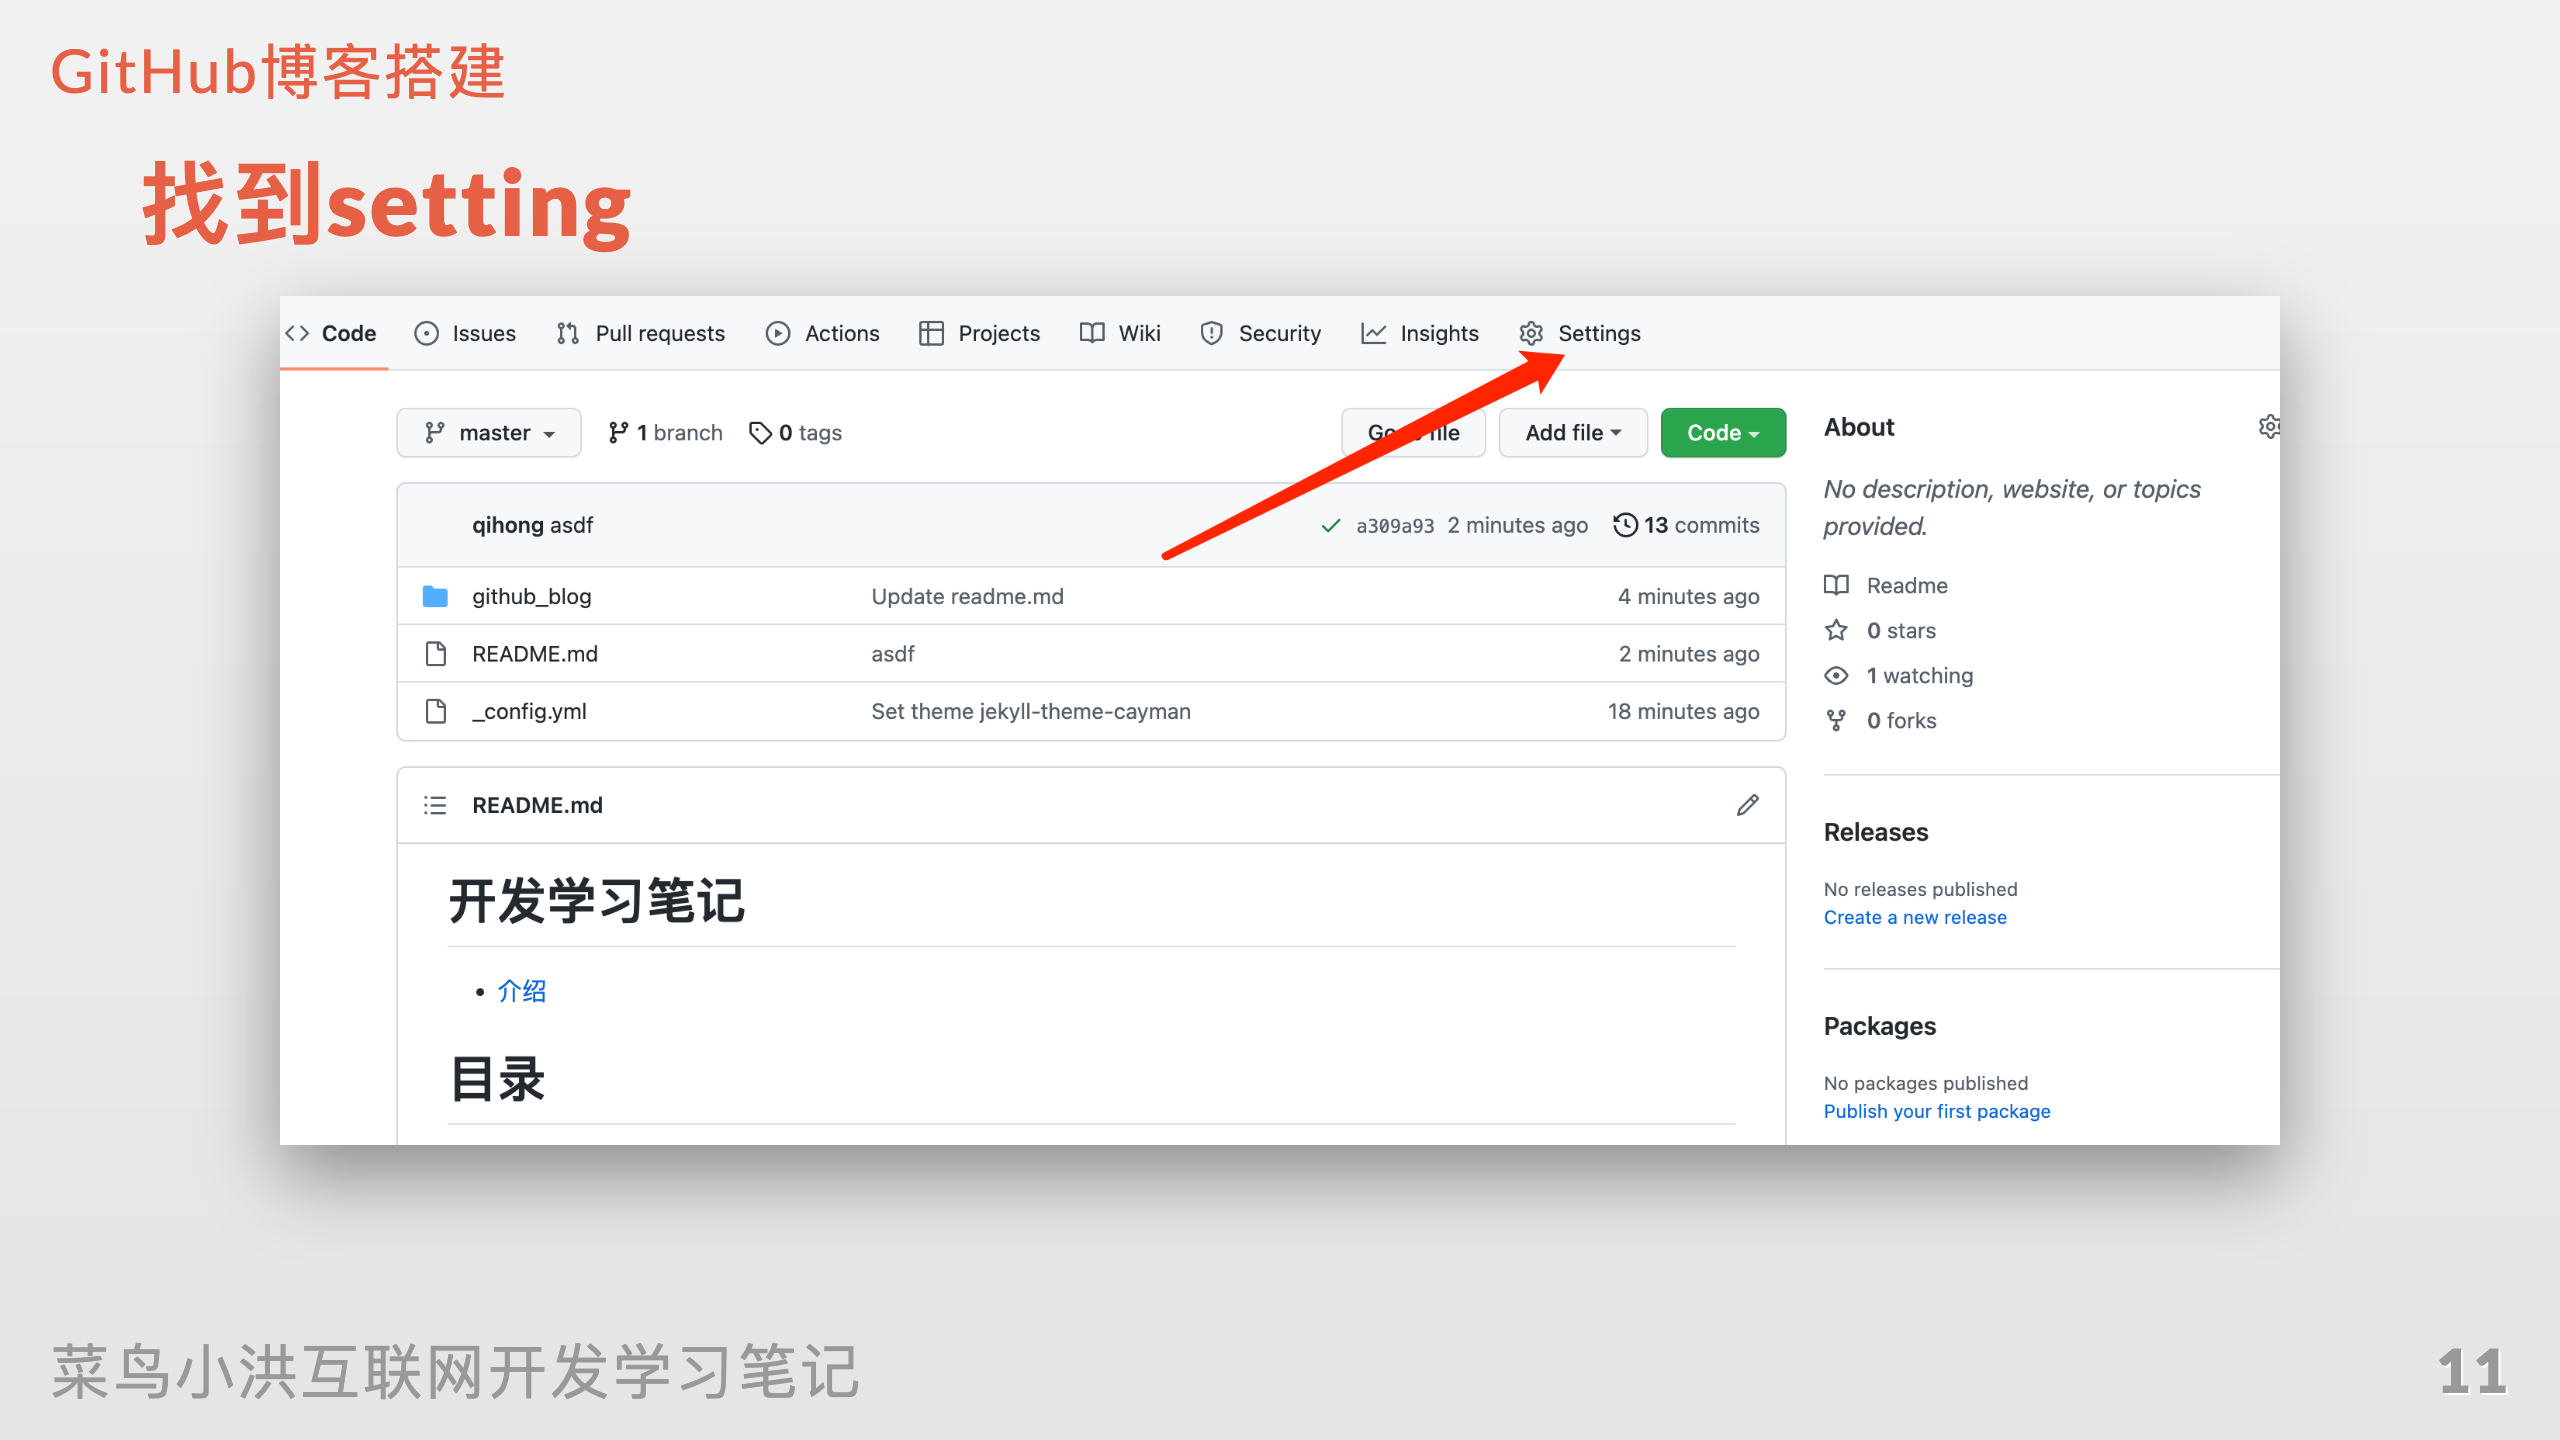 GitHub博客搭建
找到setting
Code Issues Pull requests Actions Projects Wiki Security Insights Settings
master 1 branch 0 tags Go file Add file Code
About
No description, website, or topics
provided.
qihong asdf a309a93 2 minutes ago 13 commits
github_blog Update readme.md 4 minutes ago
README.md asdf 2 minutes ago
_config.yml Set theme jekyll-theme-cayman 18 minutes ago
Readme
0 stars
1 watching
0 forks
README.md
开发学习笔记
介绍
目录
Releases
No releases published
Create a new release
Packages
No packages published
Publish your first package
菜鸟小洪互联网开发学习笔记
11